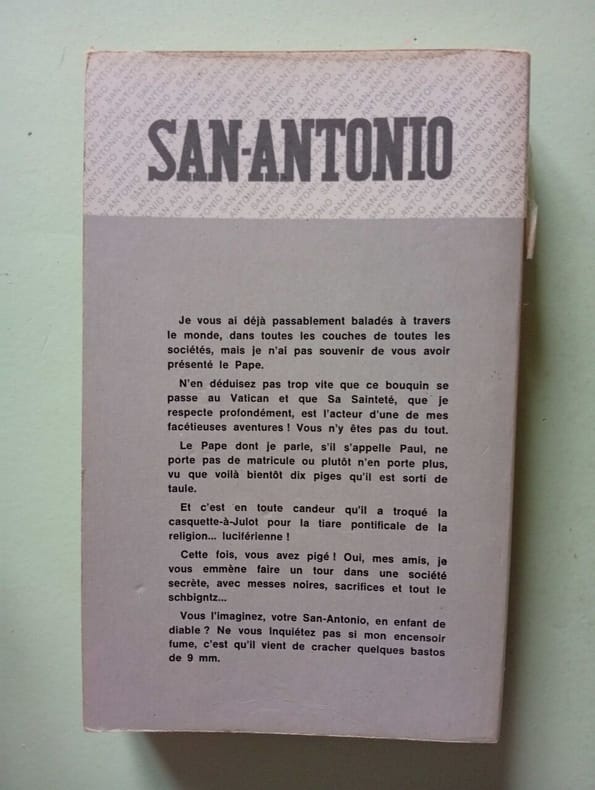 SAN-ANTONIO
Je vous ai déjà passablement baladés à travers
le monde, dans toutes les couches de toutes les
sociétés, mais je n'ai pas souvenir de vous avoir
présenté le Pape.
N'en déduisez pas trop vite que ce bouquin se
passe au Vatican et que Sa Sainteté, que je
respecte profondément, est l'acteur d'une de mes
facétieuses aventures ! Vous n'y êtes pas du tout.
Le Pape dont je parle, s'il s'appelle Paul, ne
porte pas de matricule ou plutôt n'en porte plus,
vu que voilà bientôt dix piges qu'il est sorti de
taule.
Et c'est en toute candeur qu'il a troqué la
casquette-à-Julot pour la tiare pontificale de la
religion... luciférienne !
Cette fois, vous avez pigé ! Oui, mes amis, je
vous emmène faire un tour dans une société
secrète, avec messes noires, sacrifices et tout le
schbigntz...
Vous l'imaginez, votre San-Antonio, en enfant de
diable ? Ne vous inquiétez pas si mon encensoir
fume, c'est qu'il vient de cracher quelques bastos
de 9 mm.